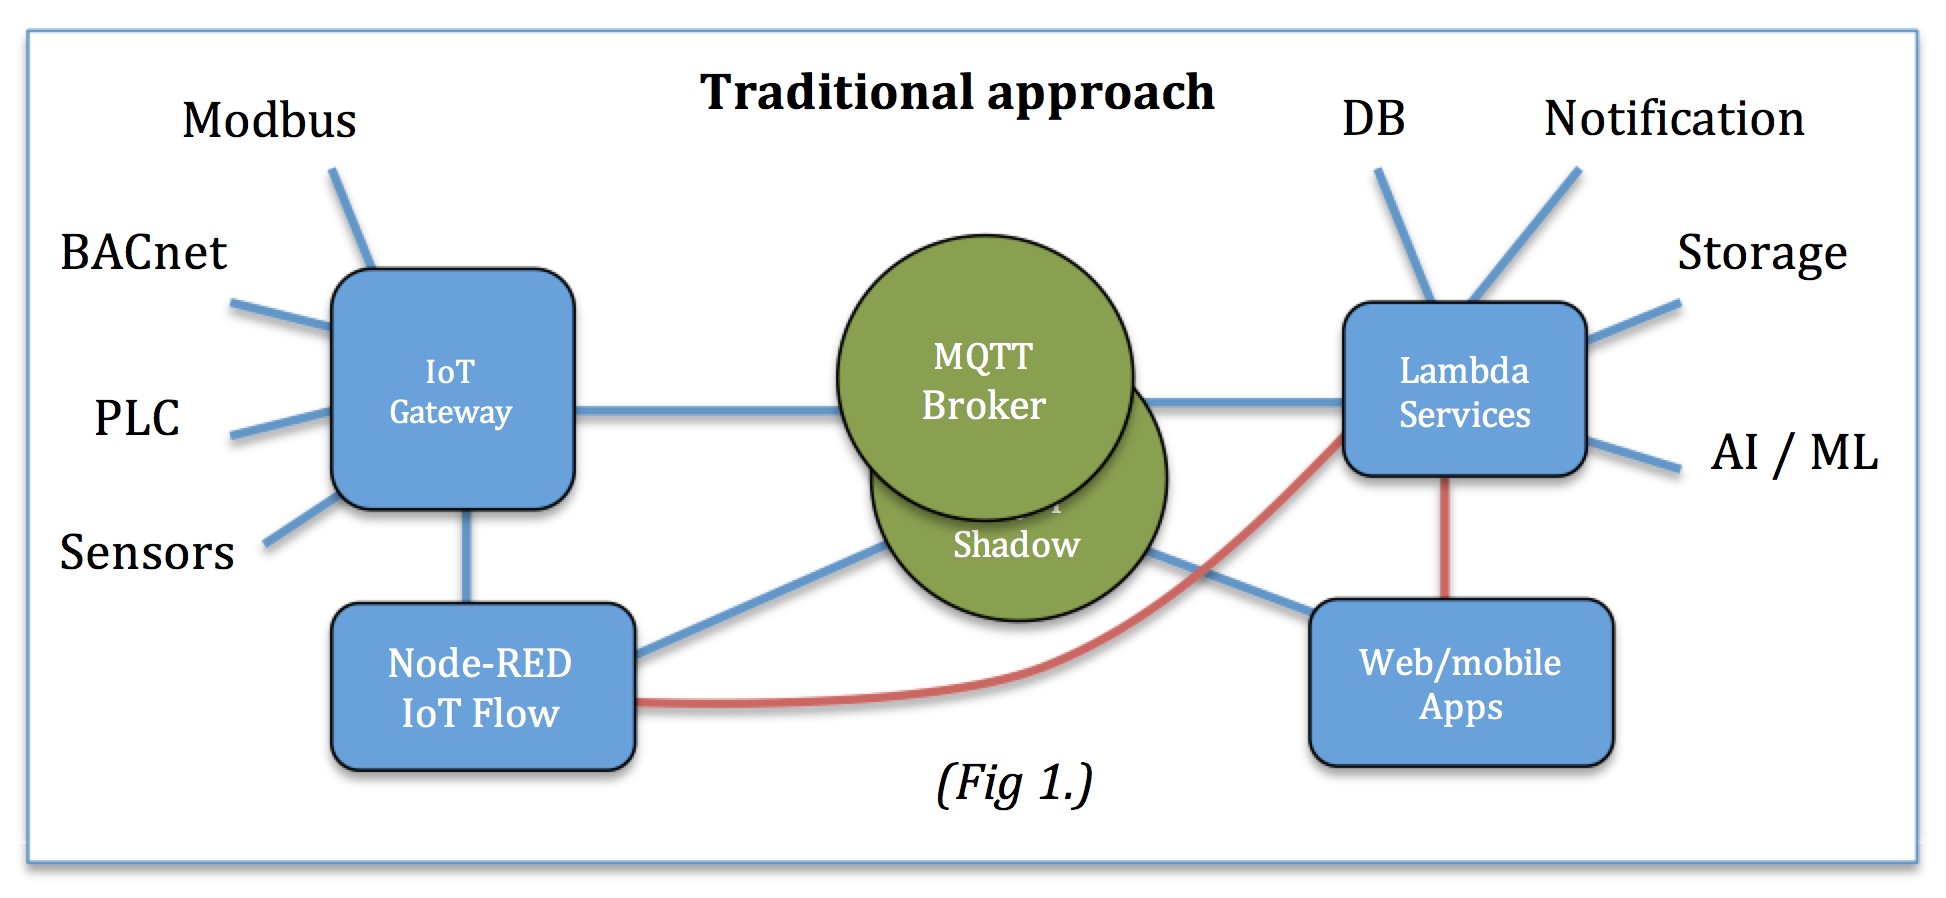 Traditional approach
Modbus
BACnet
PLC
Sensors
IoT
Gateway
Node-RED
IoT Flow
MQTT
Broker
Shadow
DB
Notification
Storage
AI / ML
Lambda
Services
Web/mobile
Apps
(Fig 1.)